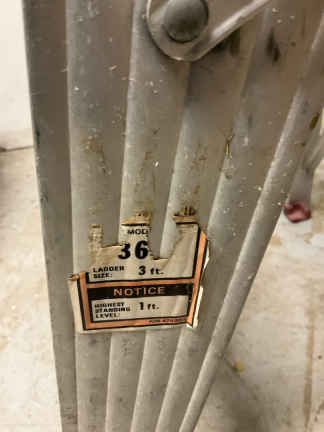 MOD
36
LADDER
SIZE: 3 ft.
NOTICE
HIGHEST
STANDING
LEVEL: 1 ft.